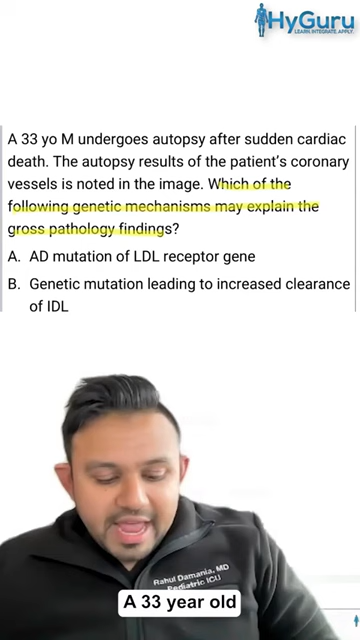 HyGuru
LEARN. INTEGRATE. APPLY.
A 33 yo M undergoes autopsy after sudden cardiac
death. The autopsy results of the patient's coronary
vessels is noted in the image. Which of the
following genetic mechanisms may explain the
gross pathology findings?
A. AD mutation of LDL receptor gene
B. Genetic mutation leading to increased clearance
of IDL
Rahul Damania, MD
Pediatric ICU
A 33 year old